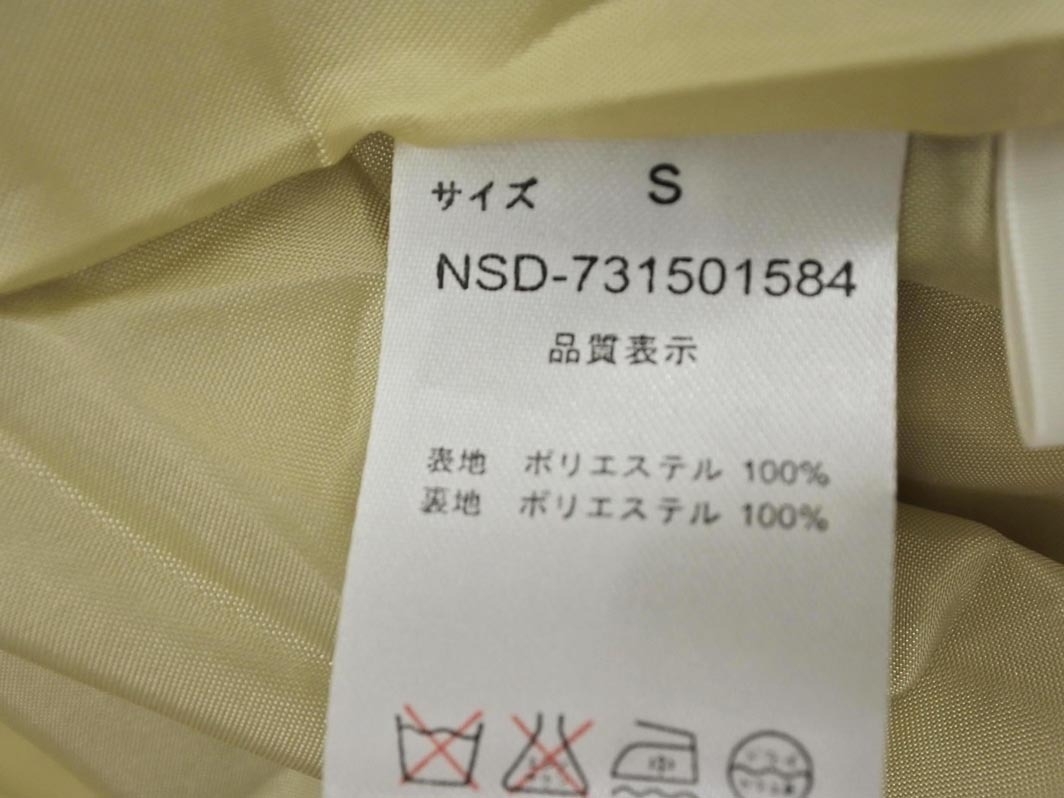 サイズ S
NSD-731501584
品質表示
表地 ポリエステル 100%
裏地 ポリエステル 100%
中